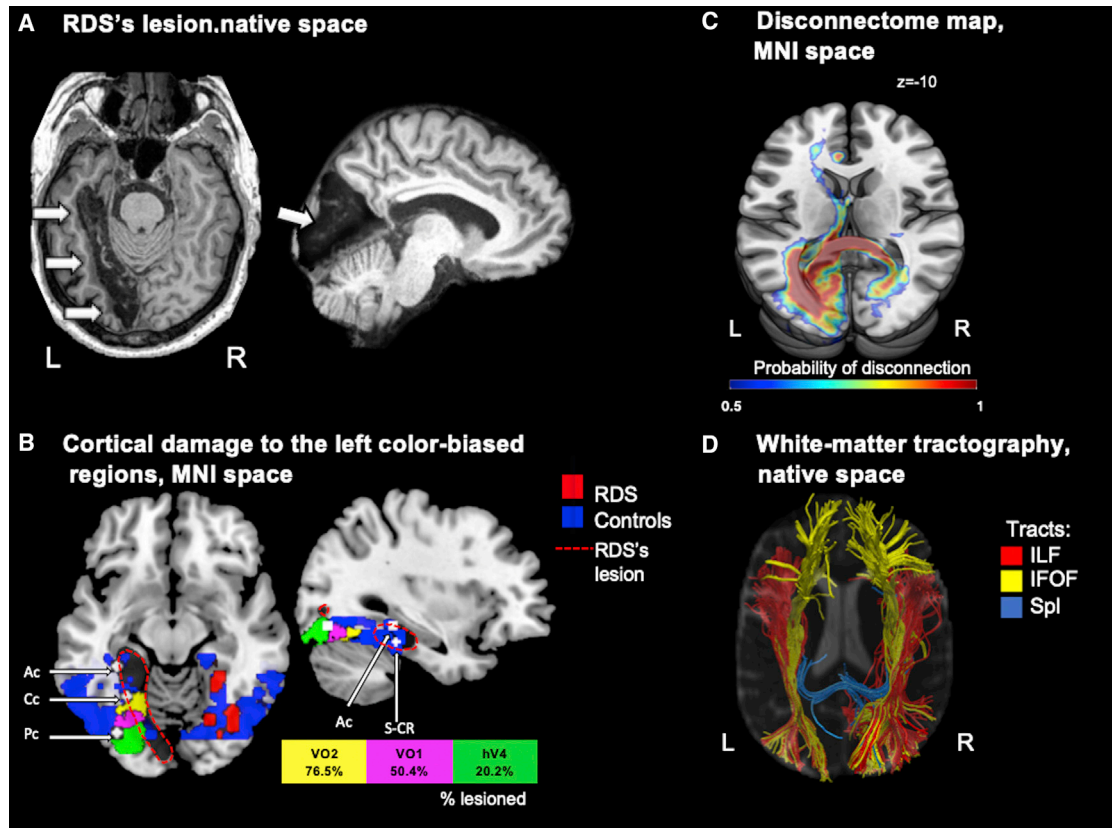 A RDS's lesion.native space
L R
B Cortical damage to the left color-biased
regions, MNI space
RDS
Controls
RDS's
lesion
Ac
Cc
Pc
Ac
S-CR
VO2 VO1 hV4
76.5% 50.4% 20.2%
% lesioned
C Disconnectome map,
MNI space
z=-10
L R
Probability of disconnection
0.5 1
D White-matter tractography,
native space
Tracts:
ILF
IFOF
Spl
L R